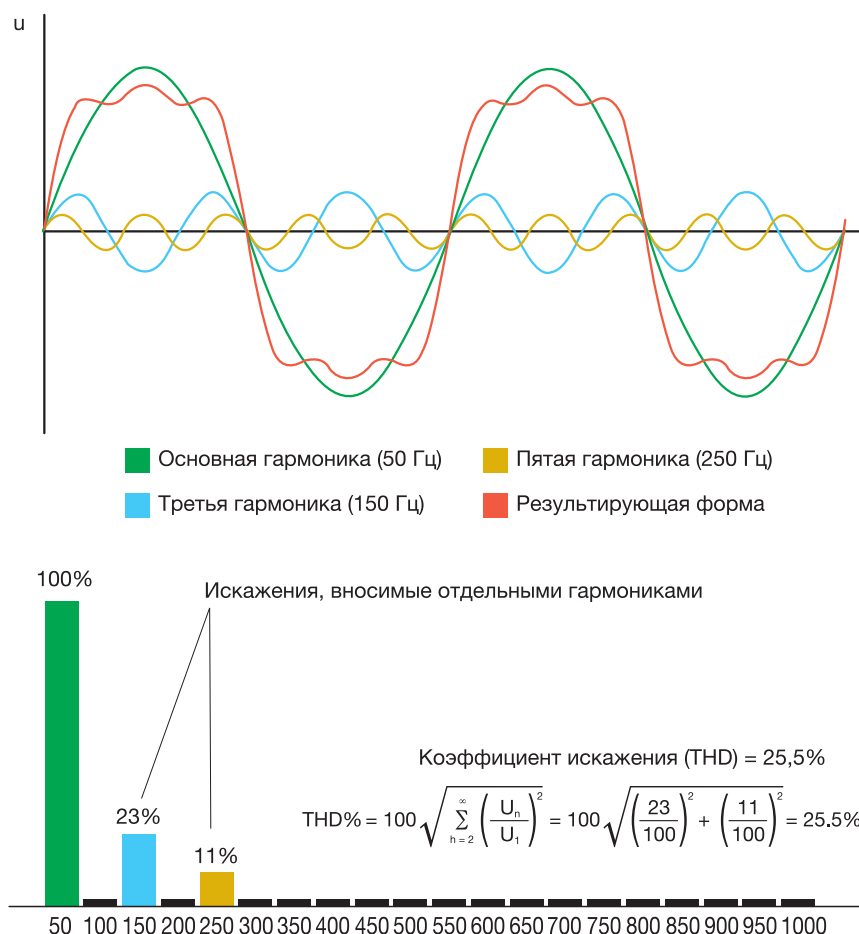 u
Основная гармоника (50 Гц)
Пятая гармоника (250 Гц)
Третья гармоника (150 Гц)
Результирующая форма
100%
Искажения, вносимые отдельными гармониками
Коэффициент искажения (THD) = 25,5%
THD% = 100 √( ∞ ∑ h = 2 (Uₙ/U₁)² ) = 100 √( (23/100)² + (11/100)² ) = 25.5%
23%
11%
50 100 150 200 250 300 350 400 450 500 550 600 650 700 750 800 850 900 950 1000